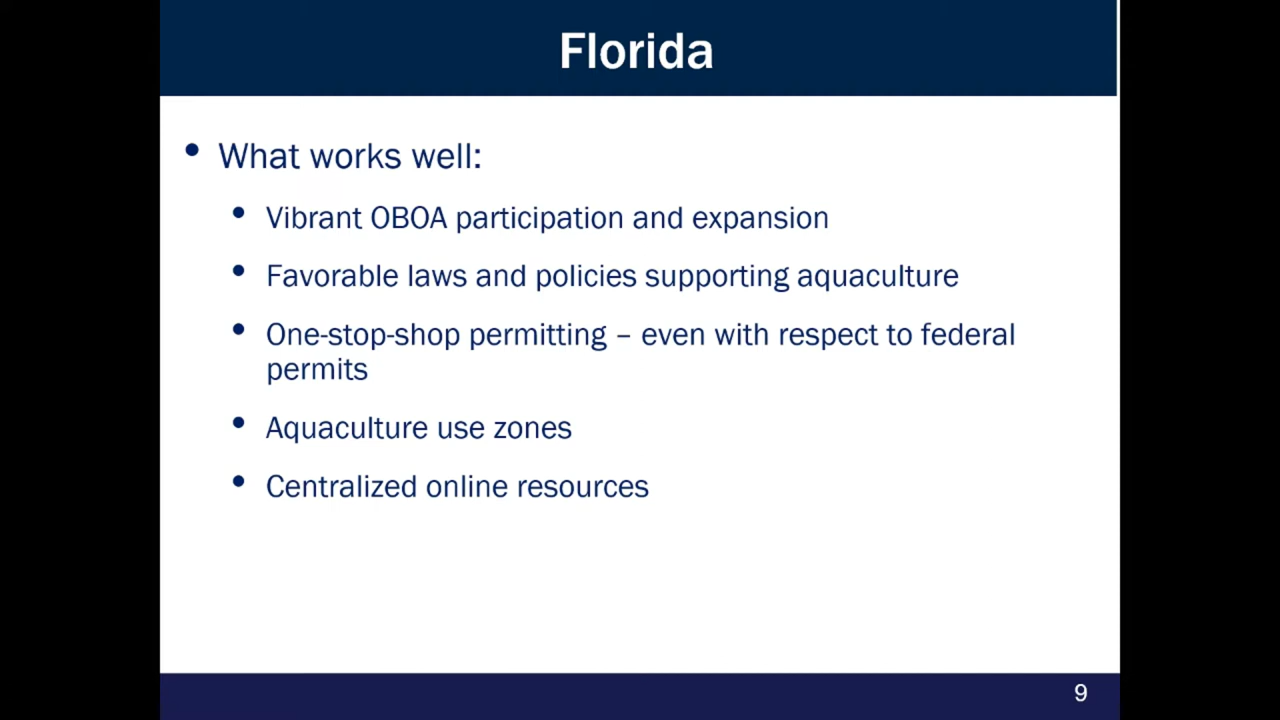 Florida
• What works well:
• Vibrant OBOA participation and expansion
• Favorable laws and policies supporting aquaculture
• One-stop-shop permitting – even with respect to federal
permits
• Aquaculture use zones
• Centralized online resources
9